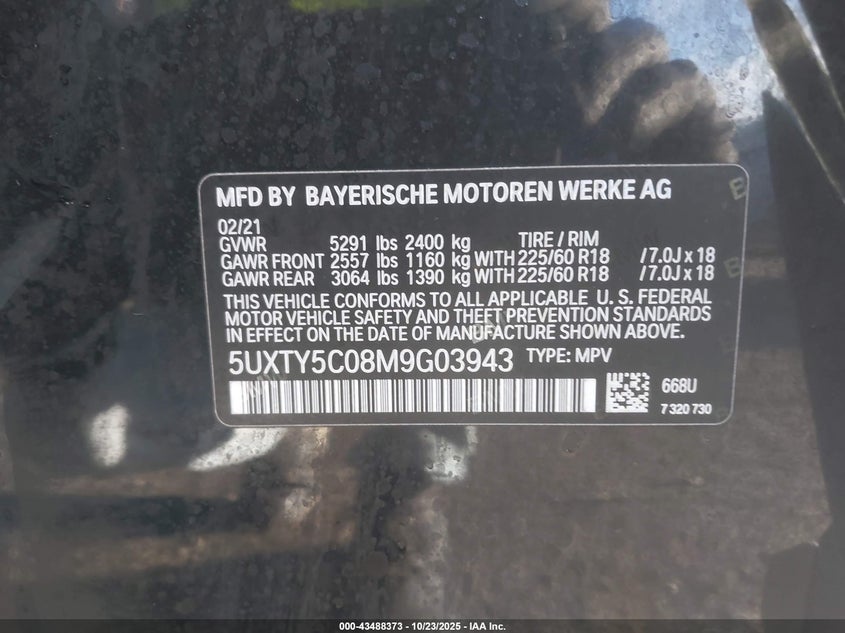 MFD BY BAYERISCHE MOTOREN WERKE AG
02/21
GVWR 5291 lbs 2400 kg TIRE / RIM
GAWR FRONT 2557 lbs 1160 kg WITH 225/60 R18 /7.0J x 18
GAWR REAR 3064 lbs 1390 kg WITH 225/60 R18 /7.0J x 18
THIS VEHICLE CONFORMS TO ALL APPLICABLE U. S. FEDERAL
MOTOR VEHICLE SAFETY AND THEFT PREVENTION STANDARDS
IN EFFECT ON THE DATE OF MANUFACTURE SHOWN ABOVE.
5UXTY5C08M9G03943 TYPE: MPV
668U
7 320 730
000-43488373 - 10/23/2025 - IAA Inc.